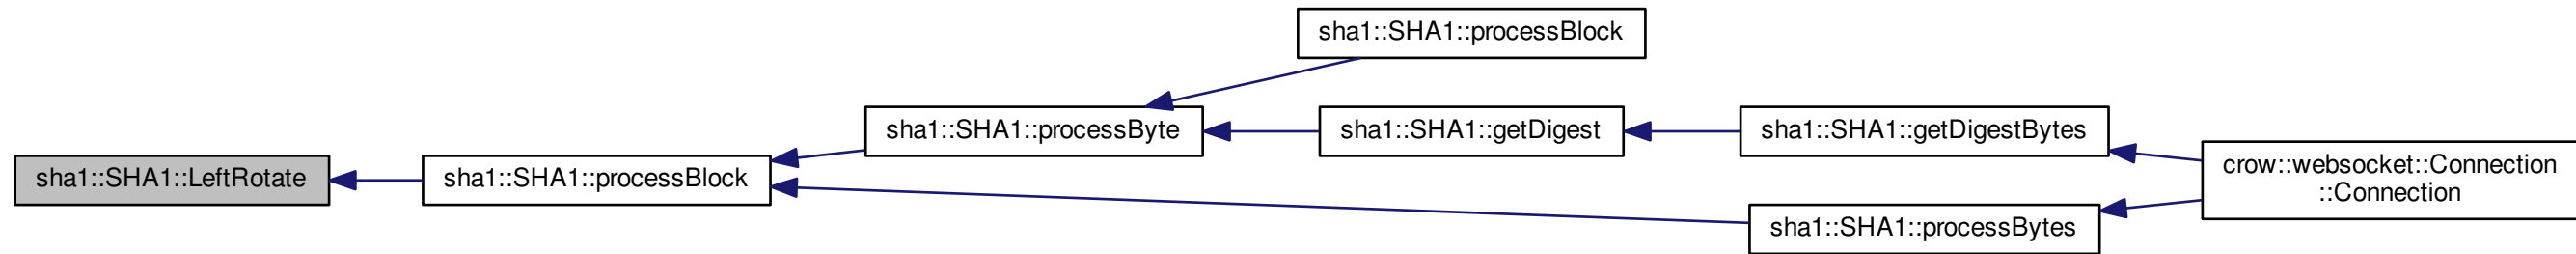 sha1::SHA1::processBlock
sha1::SHA1::processByte
sha1::SHA1::getDigest
sha1::SHA1::getDigestBytes
sha1::SHA1::LeftRotate
sha1::SHA1::processBlock
crow::websocket::Connection
::Connection
sha1::SHA1::processBytes